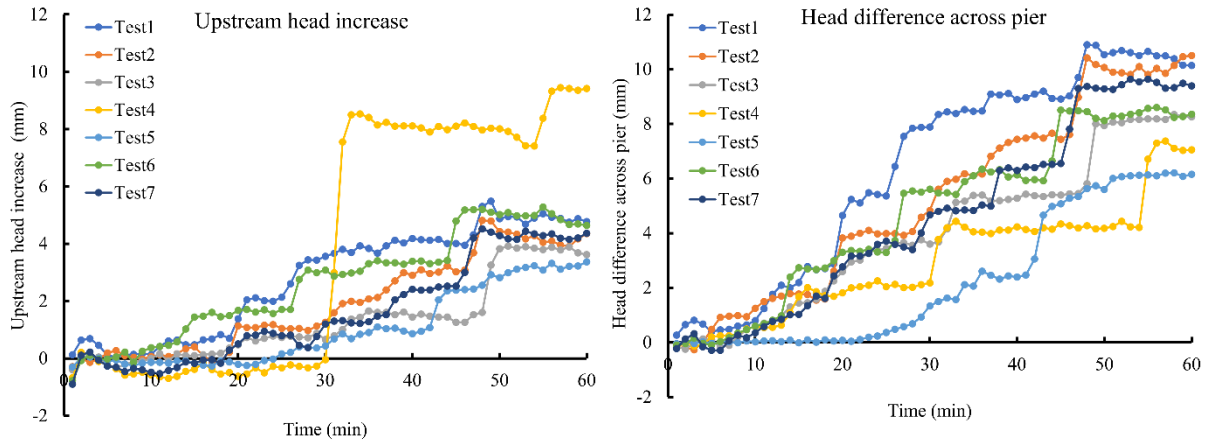 Upstream head increase
12
10
8
6
4
2
0
-2
Upstream head increase (mm)
Test1
Test2
Test3
Test4
Test5
Test6
Test7
0
10
20
30
40
50
60
Time (min)
Head difference across pier
12
10
8
6
4
2
0
-2
Head difference across pier (mm)
Test1
Test2
Test3
Test4
Test5
Test6
Test7
0
10
20
30
40
50
60
Time (min)